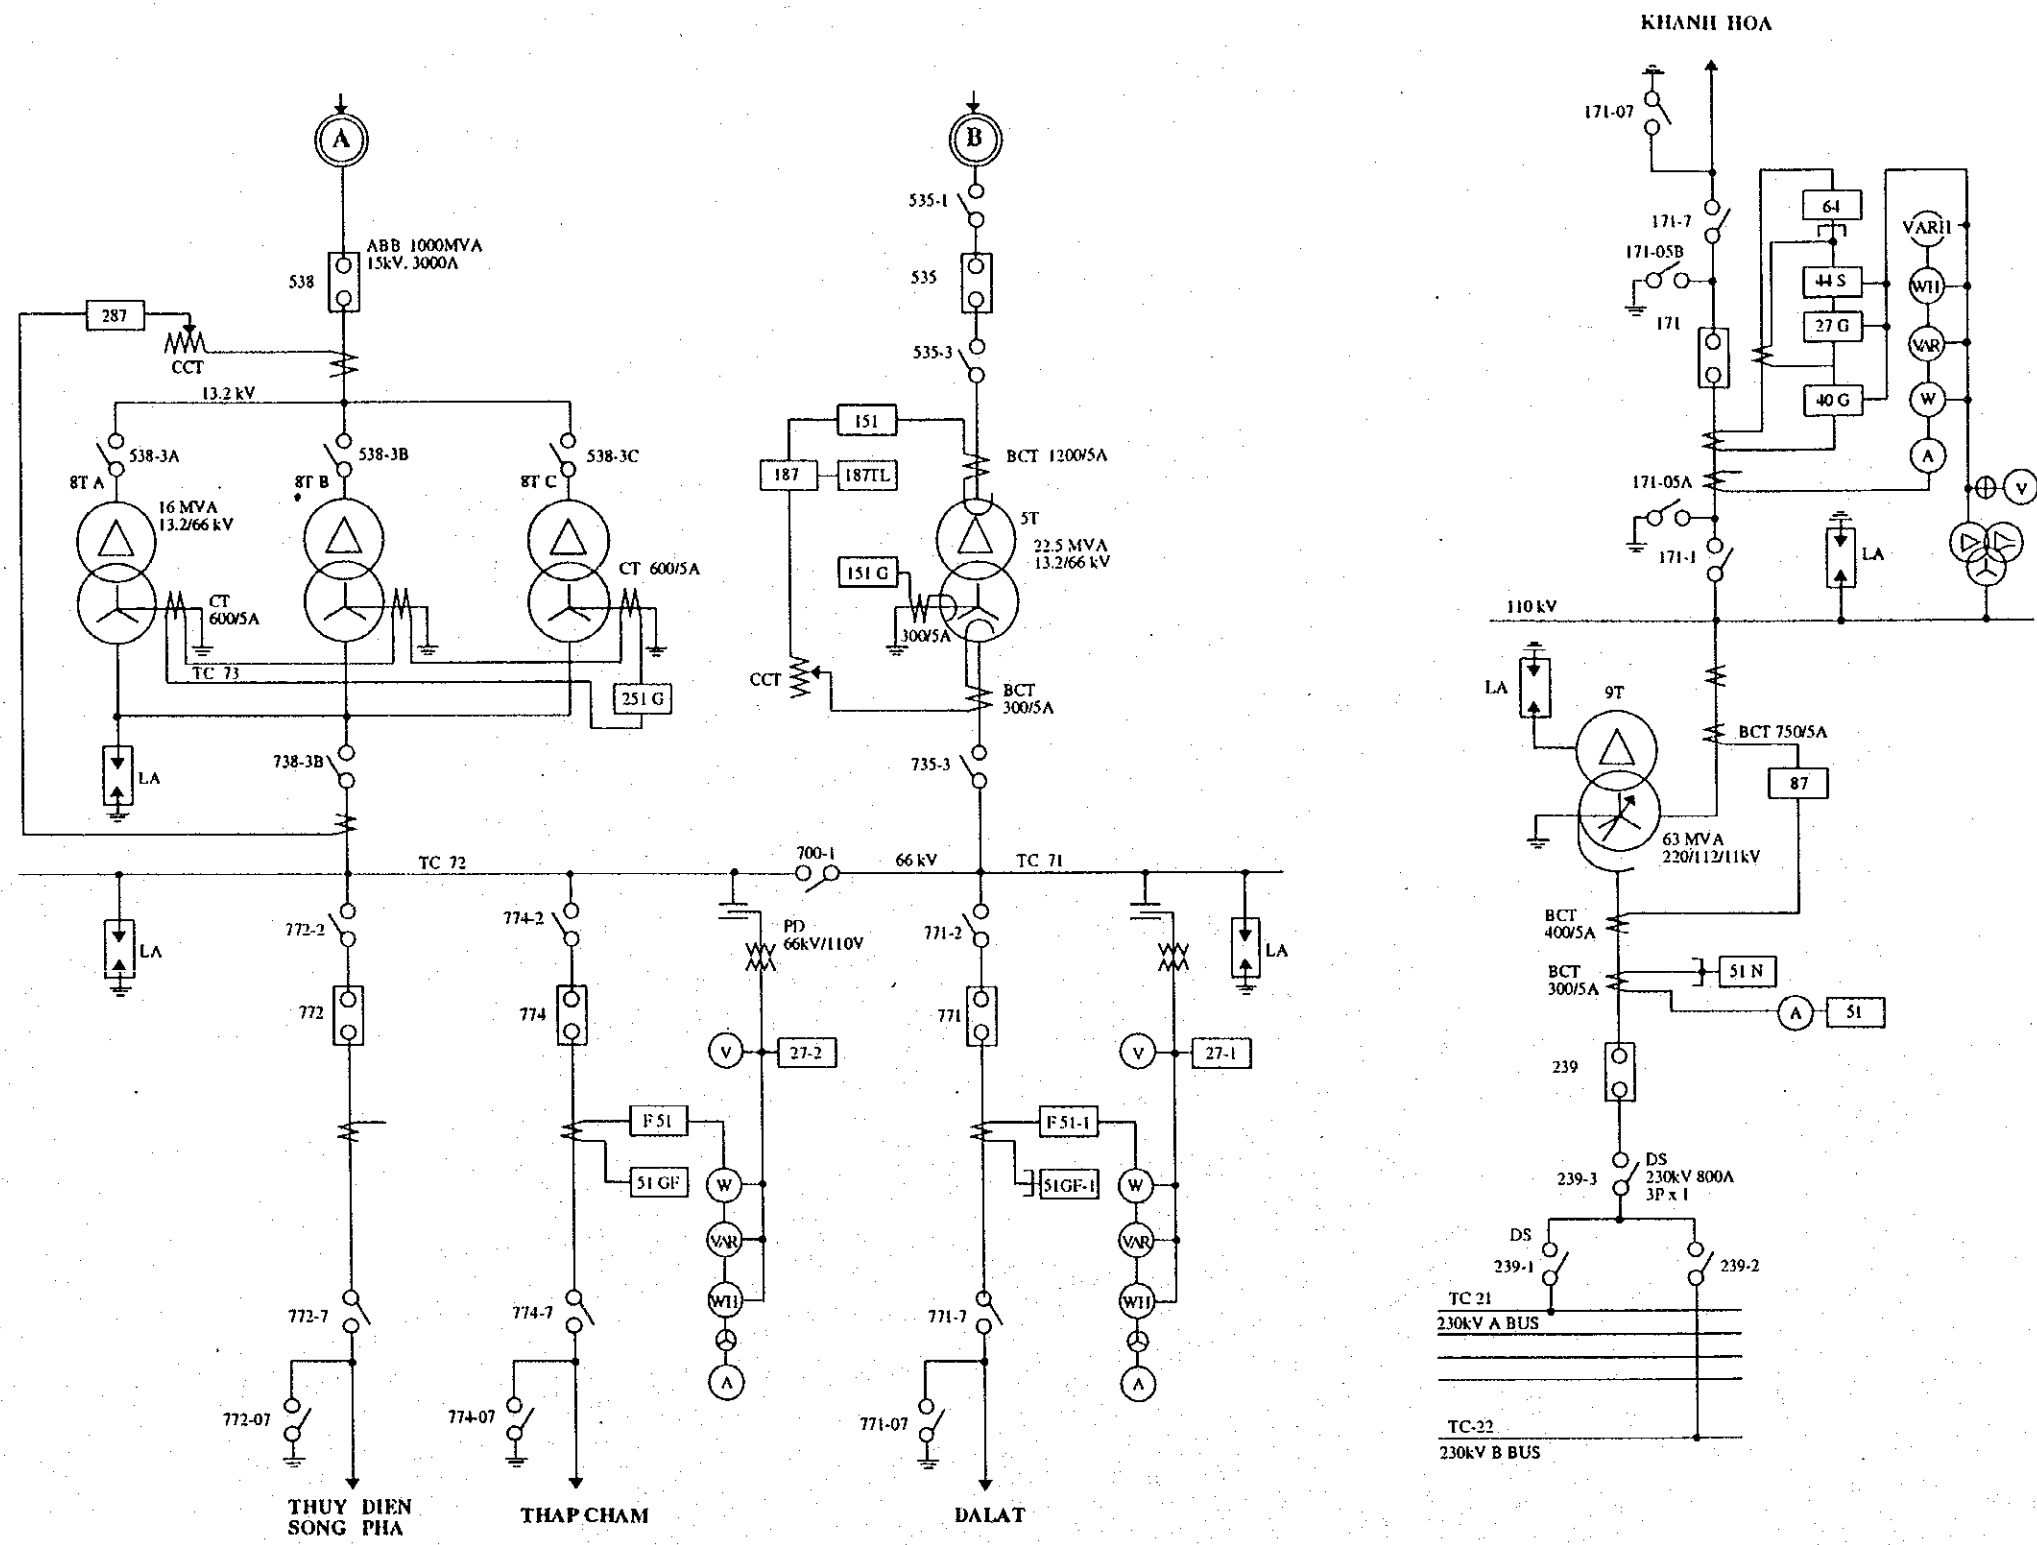 KHANH HOA
A
B
171-07
535-1
64
171-7
VARH
ABB 1000MVA
15kV. 3000A
171-05B
538
535
44 S
WH
287
171
27 G
535-3
VAR
CCT
13.2 kV
40 G
W
151
538-3A
538-3B
538-3C
BCT 1200/5A
A
8T A
8T B
8T C
187
187TL
171-05A
V
16 MVA
13.2/66 kV
5T
22.5 MVA
13.2/66 kV
171-1
LA
CT 600/5A
151 G
CT
600/5A
300/5A
110 kV
TC 73
CCT
LA
9T
251 G
BCT
300/5A
BCT 750/5A
738-3B
735-3
LA
87
63 MVA
220/112/11kV
700-1
TC 72
66 kV
TC 71
772-2
774-2
PD
66kV/110V
771-2
BCT
400/5A
LA
LA
BCT
300/5A
51 N
772
774
771
A
51
V
27-2
V
27-1
239
F 51
F 51-1
51 GF
W
51GF-1
W
239-3
DS
230kV 800A
3P x 1
VAR
VAR
DS
239-1
239-2
WH
WH
772-7
774-7
771-7
TC 21
230kV A BUS
A
A
772-07
774-07
771-07
TC-22
230kV B BUS
THUY DIEN
SONG PHA
THAP CHAM
DALAT